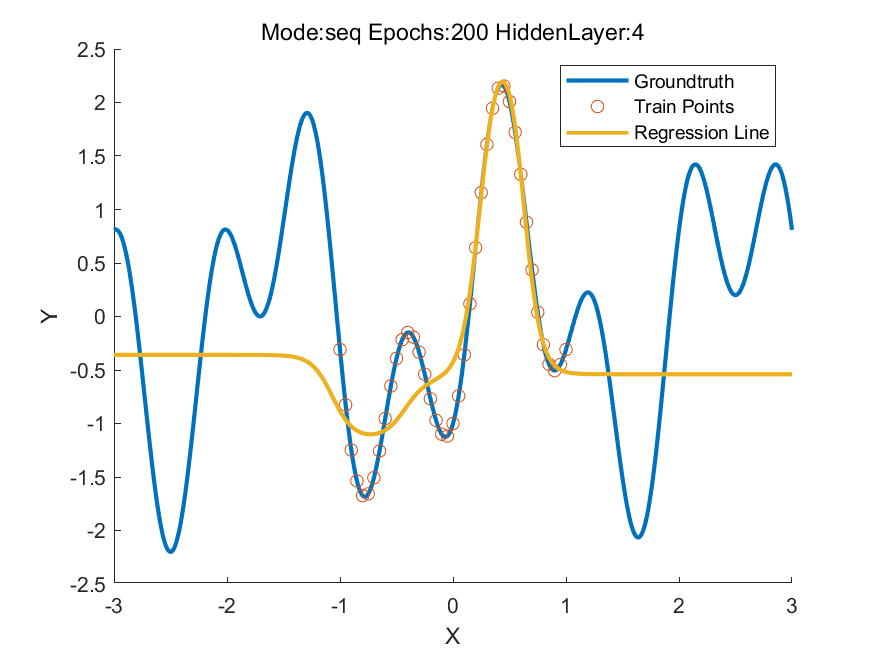 Mode:seq Epochs:200 HiddenLayer:4
2.5
2
1.5
1
0.5
0
-0.5
-1
-1.5
-2
-2.5
Y
Groundtruth
Train Points
Regression Line
-3 -2 -1 0 1 2 3
X